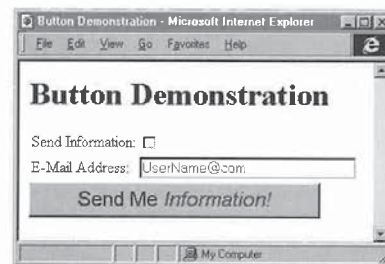 Button Demonstration - Microsoft Internet Explorer
File Edit View Go Favorites Help
Button Demonstration
Send Information:
E-Mail Address: UserName@com
Send Me Information!
My Computer